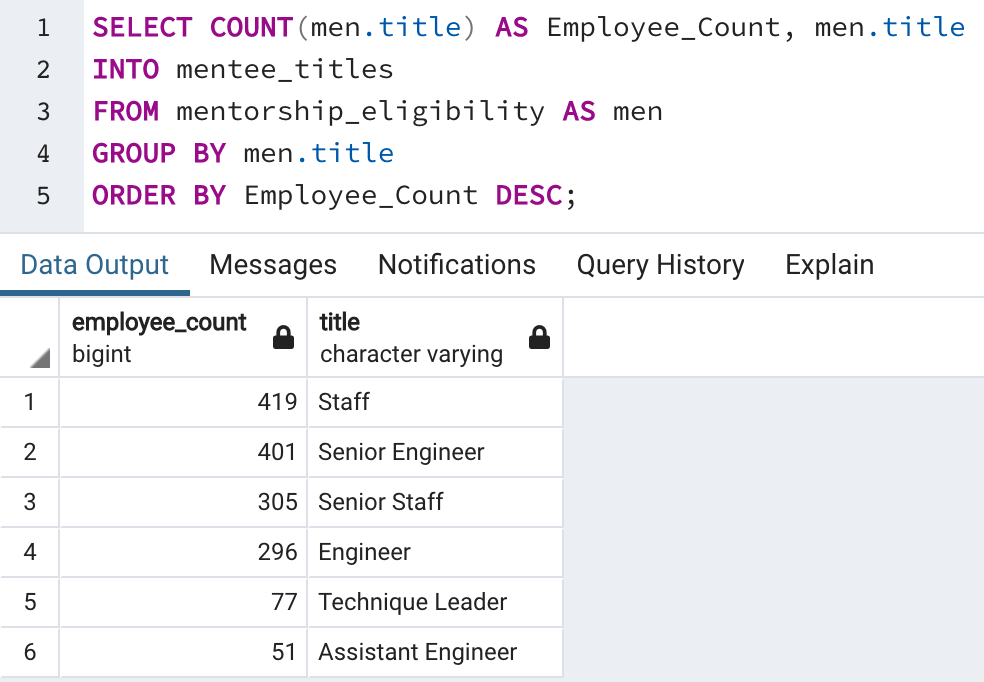 1 SELECT COUNT(men.title) AS Employee_Count, men.title
2 INTO mentee_titles
3 FROM mentorship_eligibility AS men
4 GROUP BY men.title
5 ORDER BY Employee_Count DESC;
Data Output Messages Notifications Query History Explain
employee_count title
bigint character varying
1 419 Staff
2 401 Senior Engineer
3 305 Senior Staff
4 296 Engineer
5 77 Technique Leader
6 51 Assistant Engineer